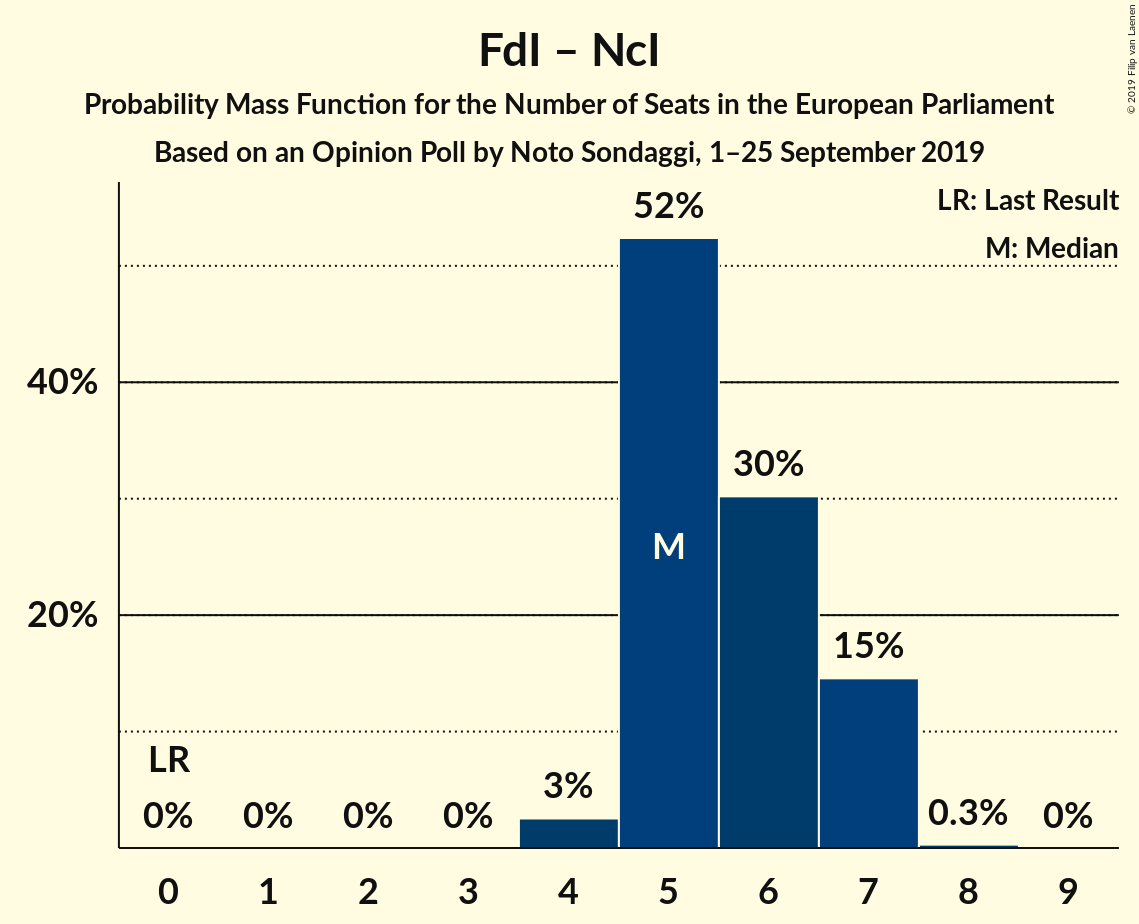 FdI – NcI
Probability Mass Function for the Number of Seats in the European Parliament
Based on an Opinion Poll by Noto Sondaggi, 1–25 September 2019
© 2019 Filip van Laenen
LR: Last Result
M: Median
52%
40%
30%
M
20%
15%
LR
3%
0% 0% 0% 0% 0.3% 0%
0 1 2 3 4 5 6 7 8 9